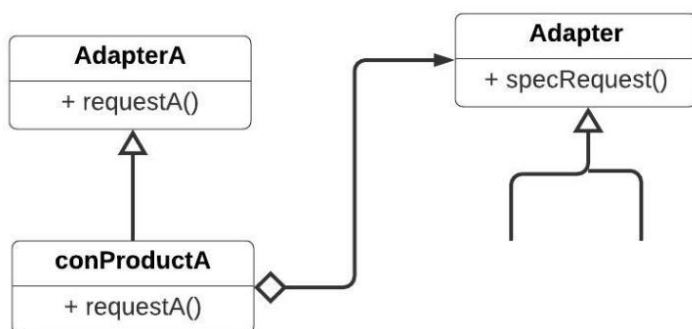 AdapterA
+ requestA()
Adapter
+ specRequest()
conProductA
+ requestA()